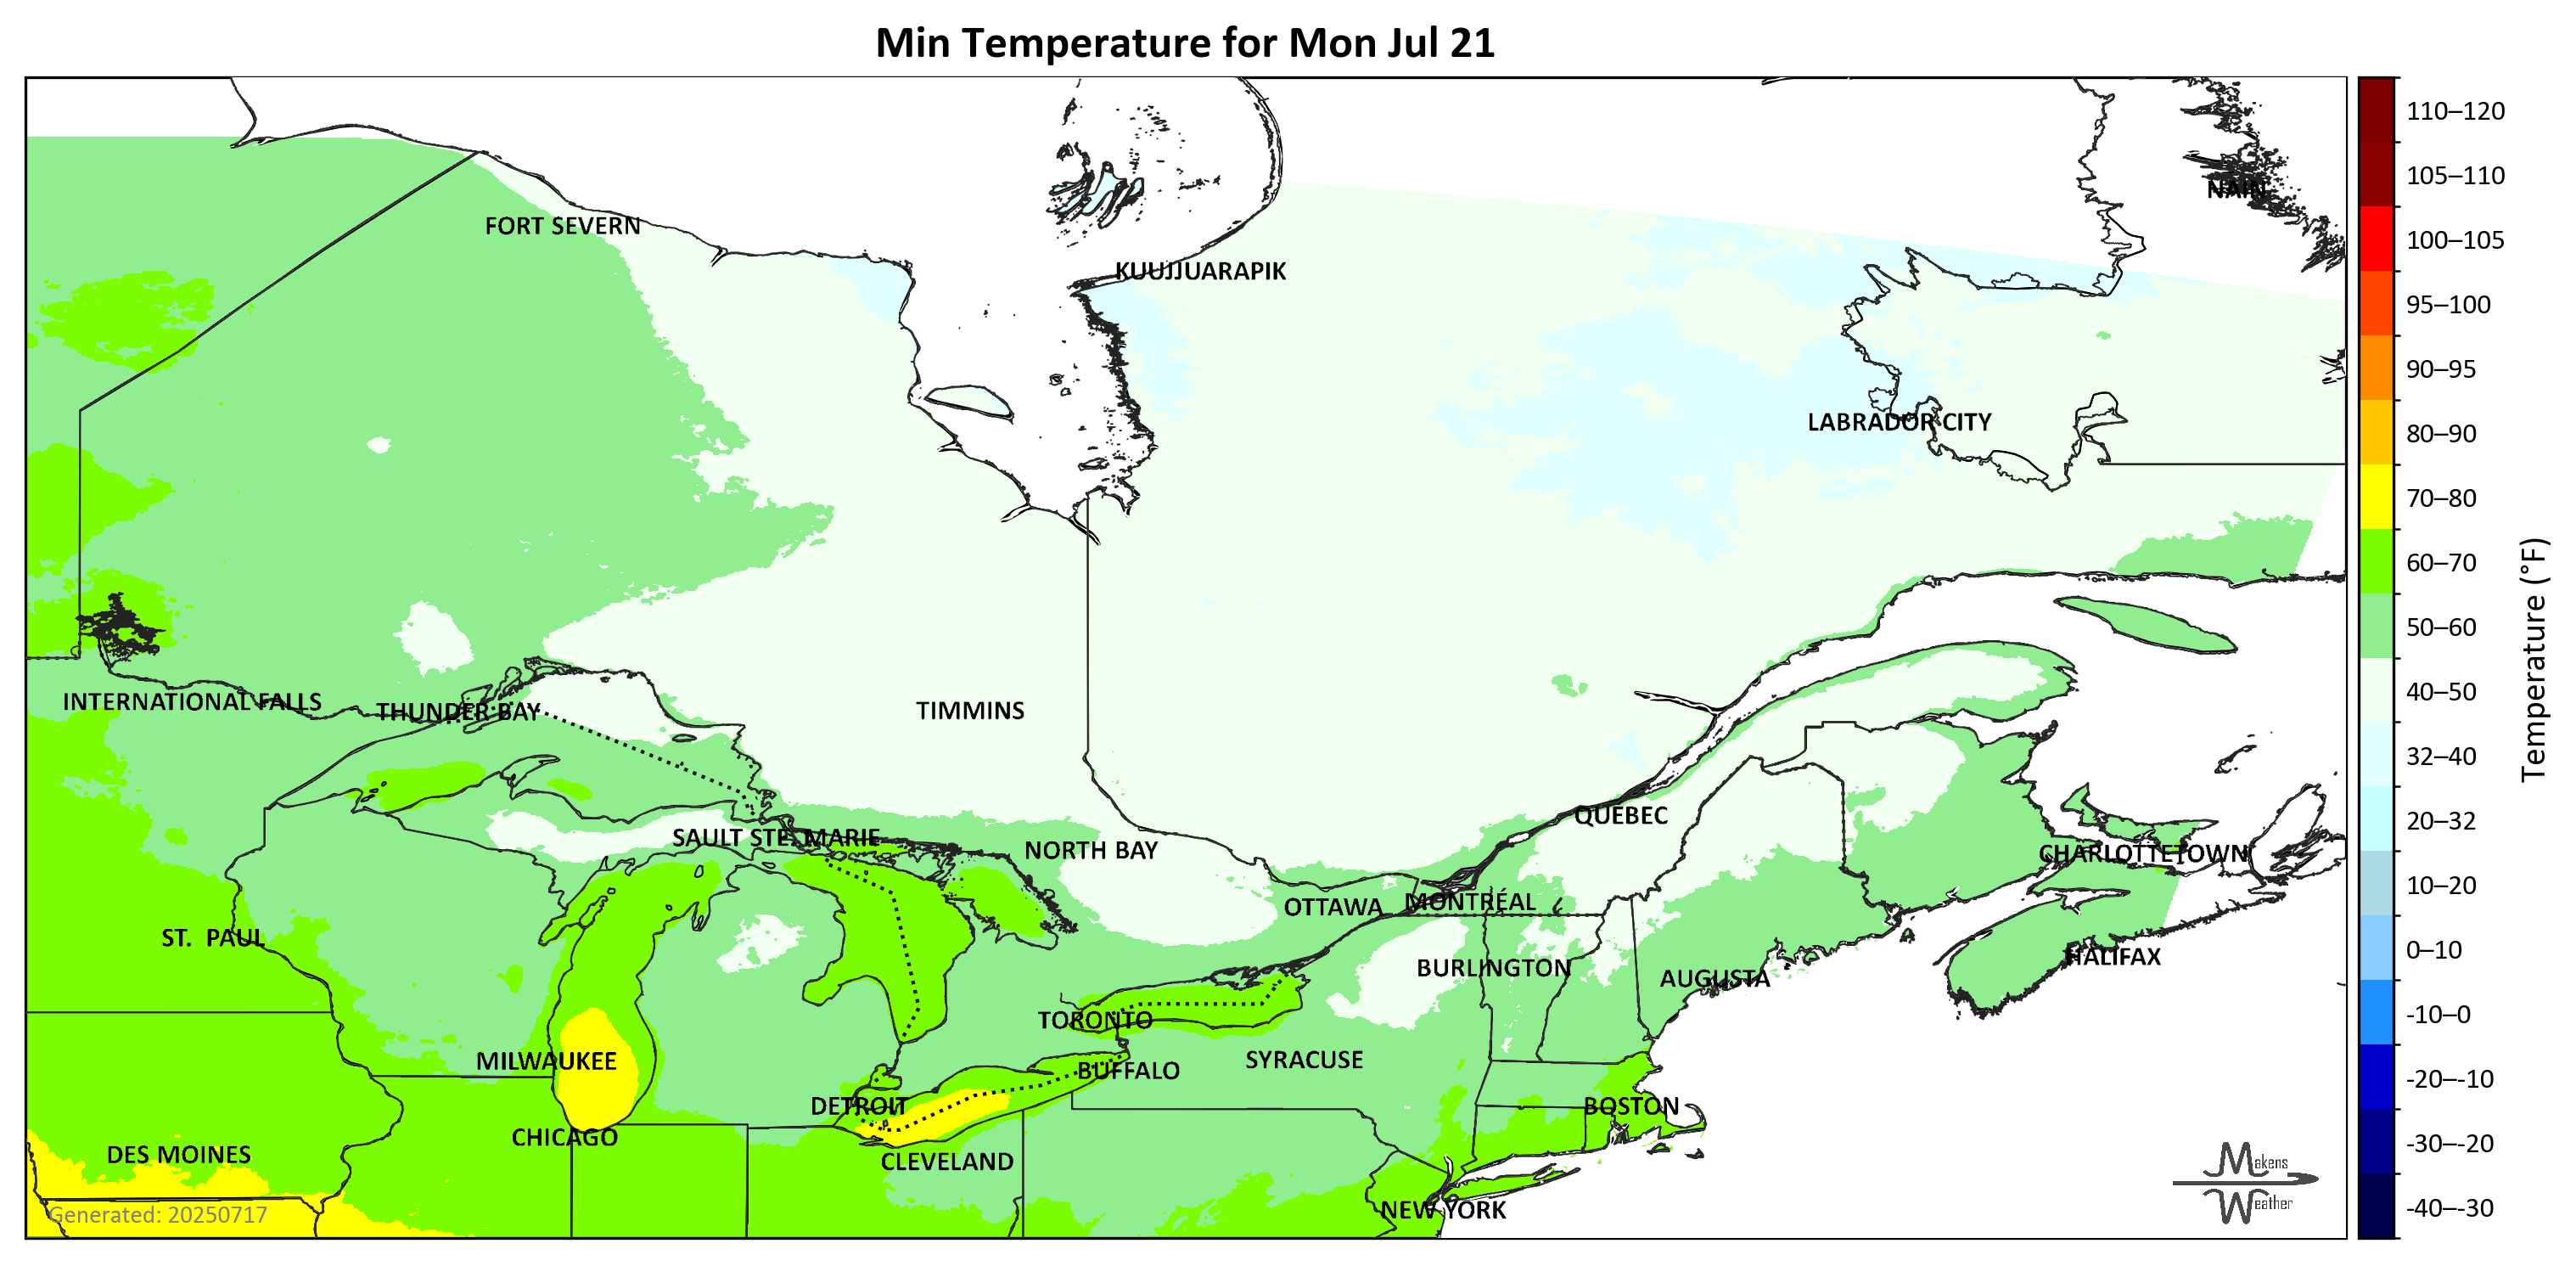 Min Temperature for Mon Jul 21
NAIN
FORT SEVERN
KUUJJUARAPIK
LABRADOR CITY
INTERNATIONAL FALLS
THUNDER BAY
TIMMINS
QUEBEC
SAULT STE. MARIE
NORTH BAY
CHARLOTTETOWN
OTTAWA
MONTRÉAL
ST. PAUL
HALIFAX
BURLINGTON
AUGUSTA
TORONTO
MILWAUKEE
SYRACUSE
BUFFALO
DETROIT
BOSTON
CHICAGO
DES MOINES
CLEVELAND
NEW YORK
Generated: 20250717
Makens
Weather
110–120
105–110
100–105
95–100
90–95
80–90
70–80
60–70
50–60
40–50
32–40
20–32
10–20
0–10
-10–0
-20–-10
-30–-20
-40–-30
Temperature (°F)